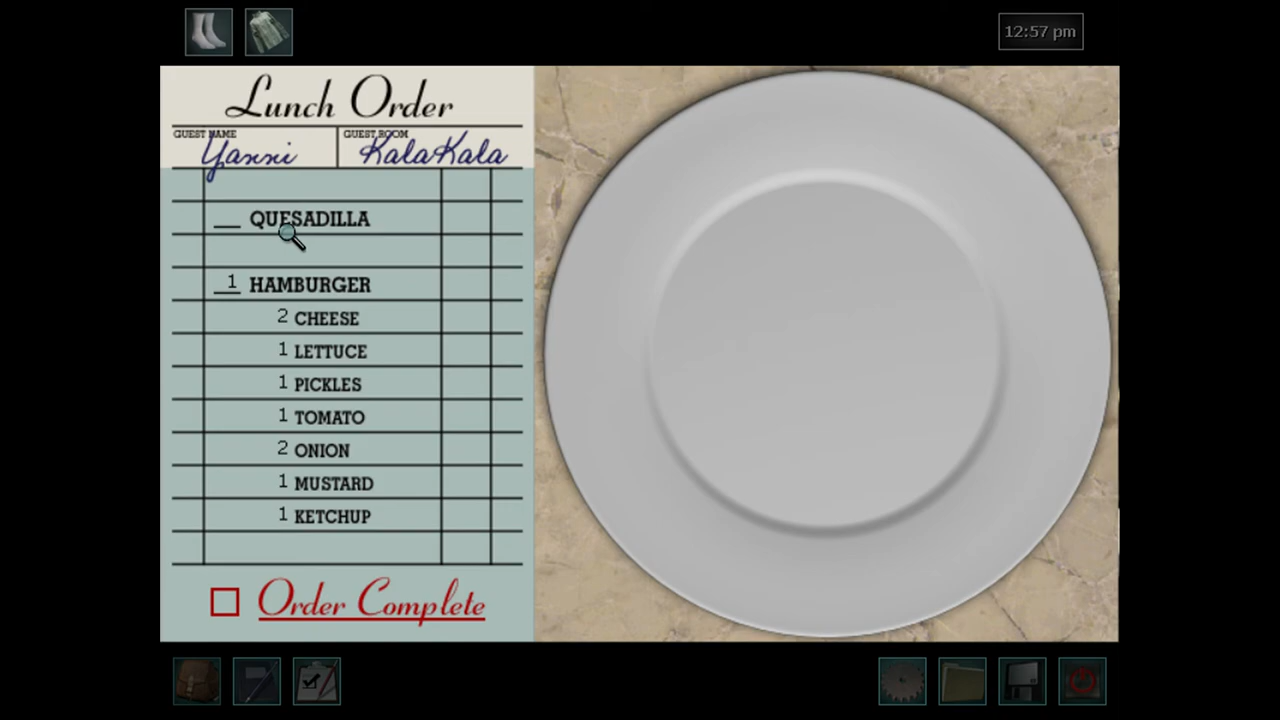 12:57 pm
Lunch Order
GUEST NAME GUEST ROOM
Yanni KalaKala
__ QUESADILLA
1 HAMBURGER
2 CHEESE
1 LETTUCE
1 PICKLES
1 TOMATO
2 ONION
1 MUSTARD
1 KETCHUP
Order Complete